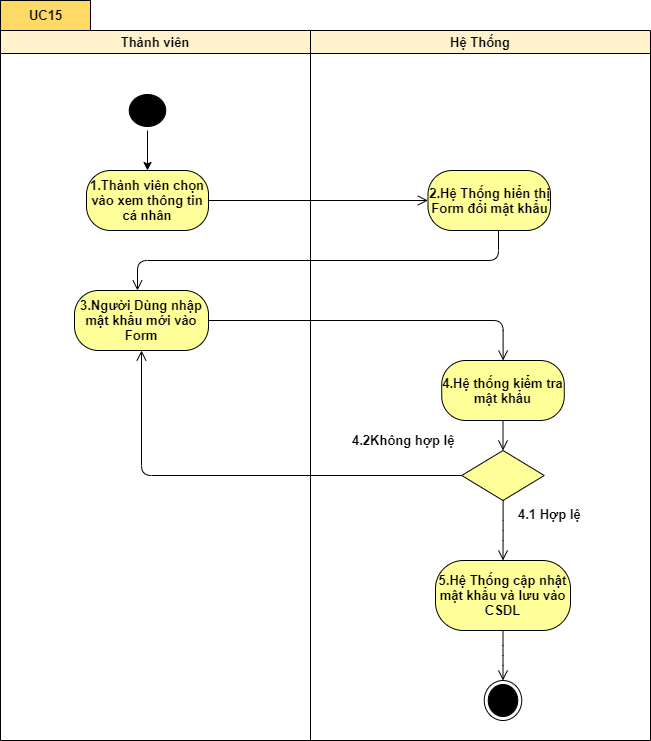 UC15
Thành viên
Hệ Thống
1.Thành viên chọn
vào xem thông tin
cá nhân
2.Hệ Thống hiển thị
Form đổi mật khẩu
3.Người Dùng nhập
mật khẩu mới vào
Form
4.Hệ thống kiểm tra
mật khẩu
4.2Không hợp lệ
4.1 Hợp lệ
5.Hệ Thống cập nhật
mật khẩu và lưu vào
CSDL